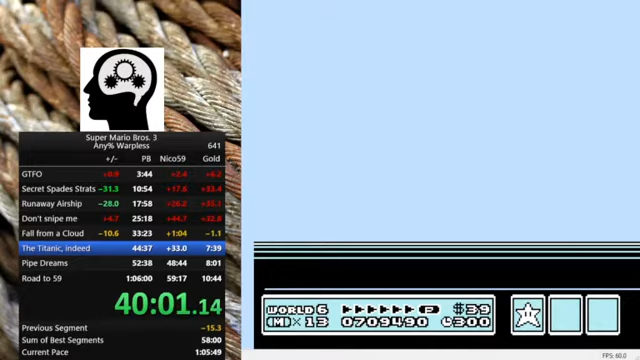 Super Mario Bros. 3
Any% Warpless 641
+/- PB Nico59 Gold
GTFO +0.9 3:44 +2.4 +4.2
Secret Spades Strats −31.3 10:54 +17.6 +33.4
Runaway Airship −28.0 17:58 +26.2 +35.1
Don't snipe me +4.7 25:18 +44.7 +32.8
Fall from a Cloud −10.6 33:23 +1:04 −1.1
The Titanic, indeed 44:37 +33.0 7:39
Pipe Dreams 52:38 48:44 8:01
Road to 59 1:06:00 59:17 10:44
40:01.14
Previous Segment −15.3
Sum of Best Segments 58:00
Current Pace 1:05:49
WORLD 6 P $39
M × 13 0709490 300
FPS: 60.0